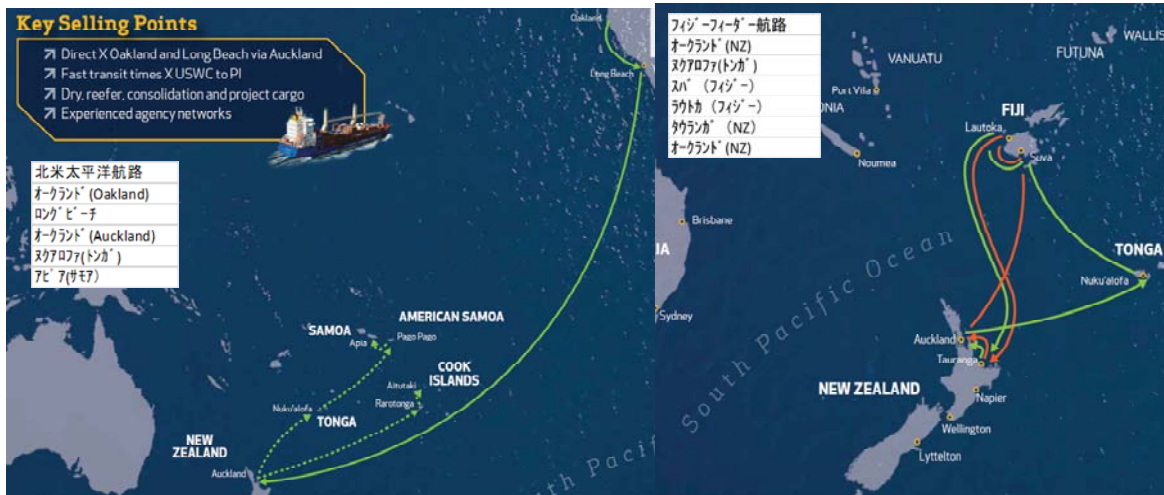 Key Selling Points
Direct X Oakland and Long Beach via Auckland
Fast transit times X USWC to PI
Dry, reefer, consolidation and project cargo
Experienced agency networks
Oakland
Long Beach
北米太平洋航路
ｵｰｸﾗﾝﾄﾞ(Oakland)
ﾛﾝｸﾞﾋﾞｰﾁ
ｵｰｸﾗﾝﾄﾞ(Auckland)
ﾇｸｱﾛﾌｧ(ﾄﾝｶﾞ)
ｱﾋﾟｱ(ｻﾓｱ)
AMERICAN SAMOA
SAMOA
Apia
Pago Pago
COOK
ISLANDS
Aitutaki
Rarotonga
Nuku'alofa
TONGA
NEW
ZEALAND
Auckland
th Pacific
ﾌｨｼﾞｰﾌｨｰﾀﾞｰ航路
ｵｰｸﾗﾝﾄﾞ(NZ)
ﾇｸｱﾛﾌｧ(ﾄﾝｶﾞ)
ｽﾊﾞ（ﾌｨｼﾞｰ）
ﾗｳﾄｶ（ﾌｨｼﾞｰ）
ﾀｳﾗﾝｶﾞ（NZ）
ｵｰｸﾗﾝﾄﾞ(NZ)
VANUATU
Port Vila
FUTUNA
WALLIS
ONIA
Noumea
FIJI
Lautoka
Suva
Brisbane
IA
Sydney
South Pacific Ocean
TONGA
Nuku'alofa
Auckland
Tauranga
NEW ZEALAND
Napier
Wellington
Lyttelton